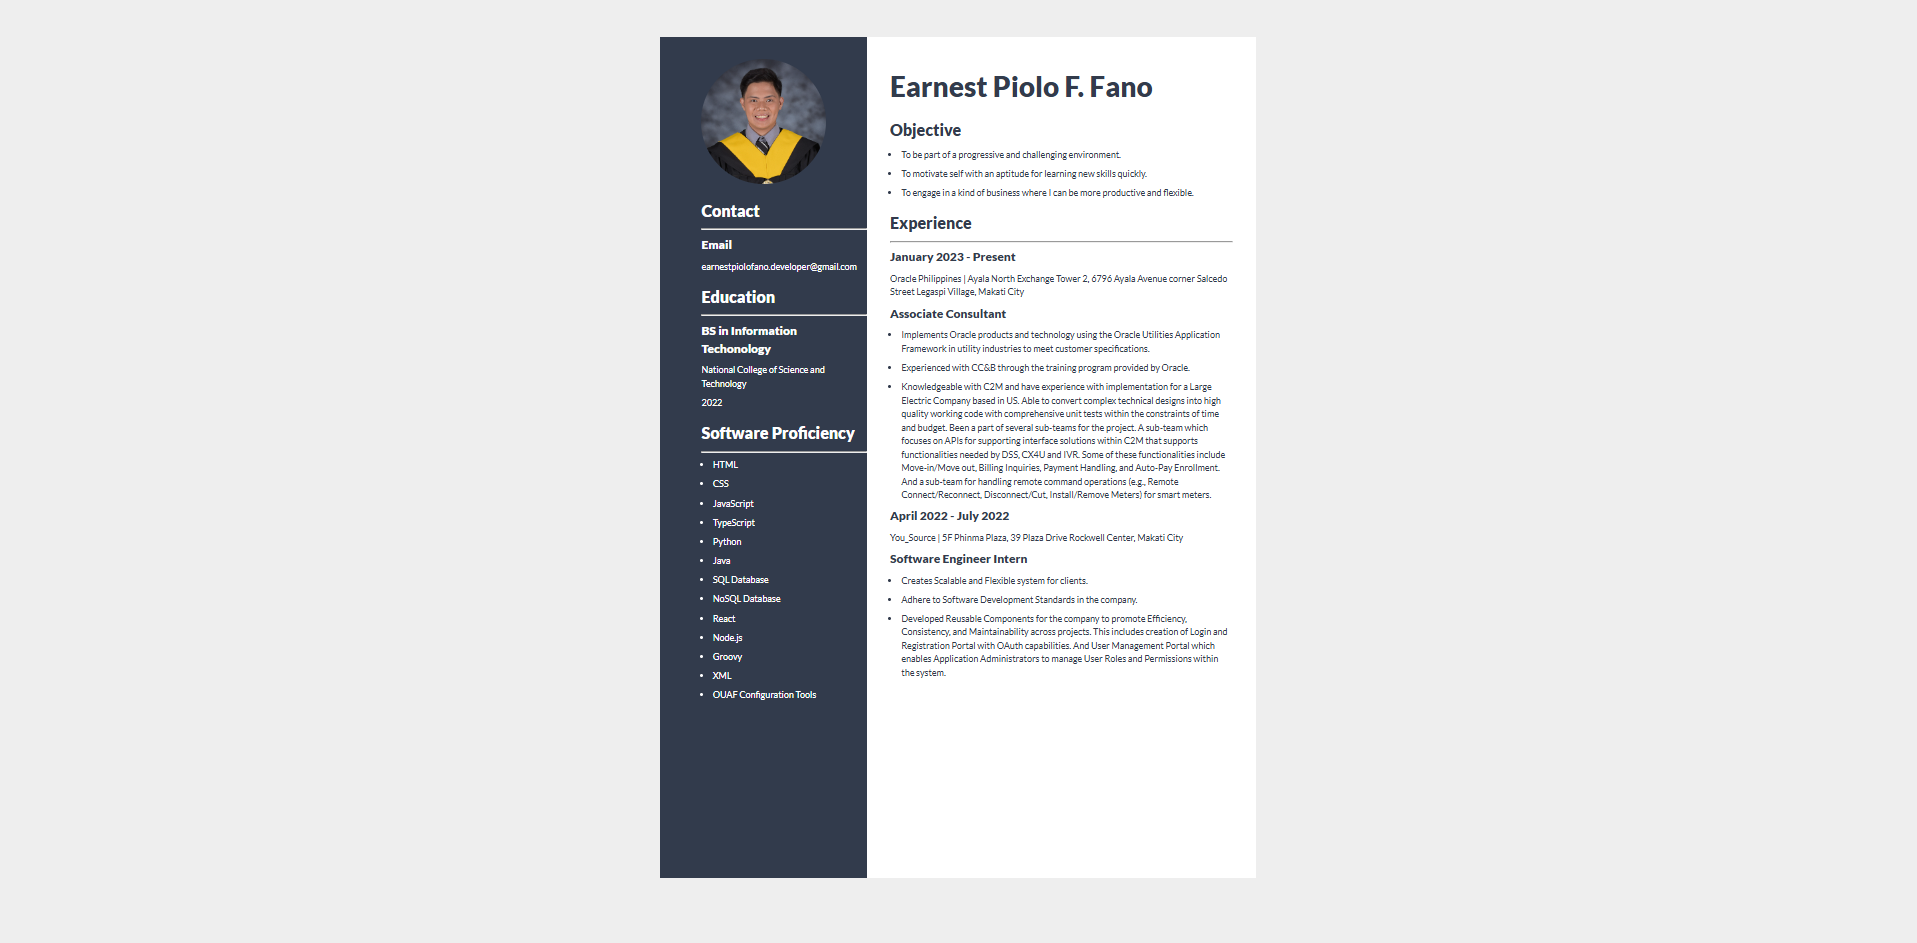 Contact
Email
earnestpiolofano.developer@gmail.com
Education
BS in Information
Techonology
National College of Science and
Technology
2022
Software Proficiency
• HTML
• CSS
• JavaScript
• TypeScript
• Python
• Java
• SQL Database
• NoSQL Database
• React
• Node.js
• Groovy
• XML
• OUAF Configuration Tools
Earnest Piolo F. Fano
Objective
• To be part of a progressive and challenging environment.
• To motivate self with an aptitude for learning new skills quickly.
• To engage in a kind of business where I can be more productive and flexible.
Experience
January 2023 - Present
Oracle Philippines | Ayala North Exchange Tower 2, 6796 Ayala Avenue corner Salcedo
Street Legaspi Village, Makati City
Associate Consultant
• Implements Oracle products and technology using the Oracle Utilities Application
Framework in utility industries to meet customer specifications.
• Experienced with CC&B through the training program provided by Oracle.
• Knowledgeable with C2M and have experience with implementation for a Large
Electric Company based in US. Able to convert complex technical designs into high
quality working code with comprehensive unit tests within the constraints of time
and budget. Been a part of several sub-teams for the project. A sub-team which
focuses on APIs for supporting interface solutions within C2M that supports
functionalities needed by DSS, CX4U and IVR. Some of these functionalities include
Move-in/Move out, Billing Inquiries, Payment Handling, and Auto-Pay Enrollment.
And a sub-team for handling remote command operations (e.g., Remote
Connect/Reconnect, Disconnect/Cut, Install/Remove Meters) for smart meters.
April 2022 - July 2022
You_Source | 5F Phinma Plaza, 39 Plaza Drive Rockwell Center, Makati City
Software Engineer Intern
• Creates Scalable and Flexible system for clients.
• Adhere to Software Development Standards in the company.
• Developed Reusable Components for the company to promote Efficiency,
Consistency, and Maintainability across projects. This includes creation of Login and
Registration Portal with OAuth capabilities. And User Management Portal which
enables Application Administrators to manage User Roles and Permissions within
the system.